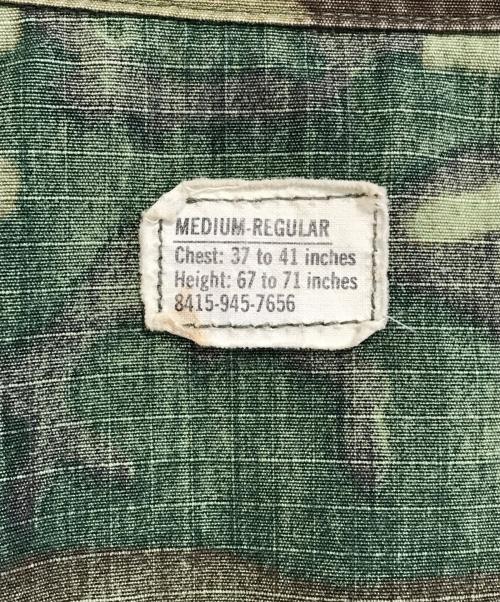 MEDIUM-REGULAR
Chest: 37 to 41 inches
Height: 67 to 71 inches
8415-945-7656